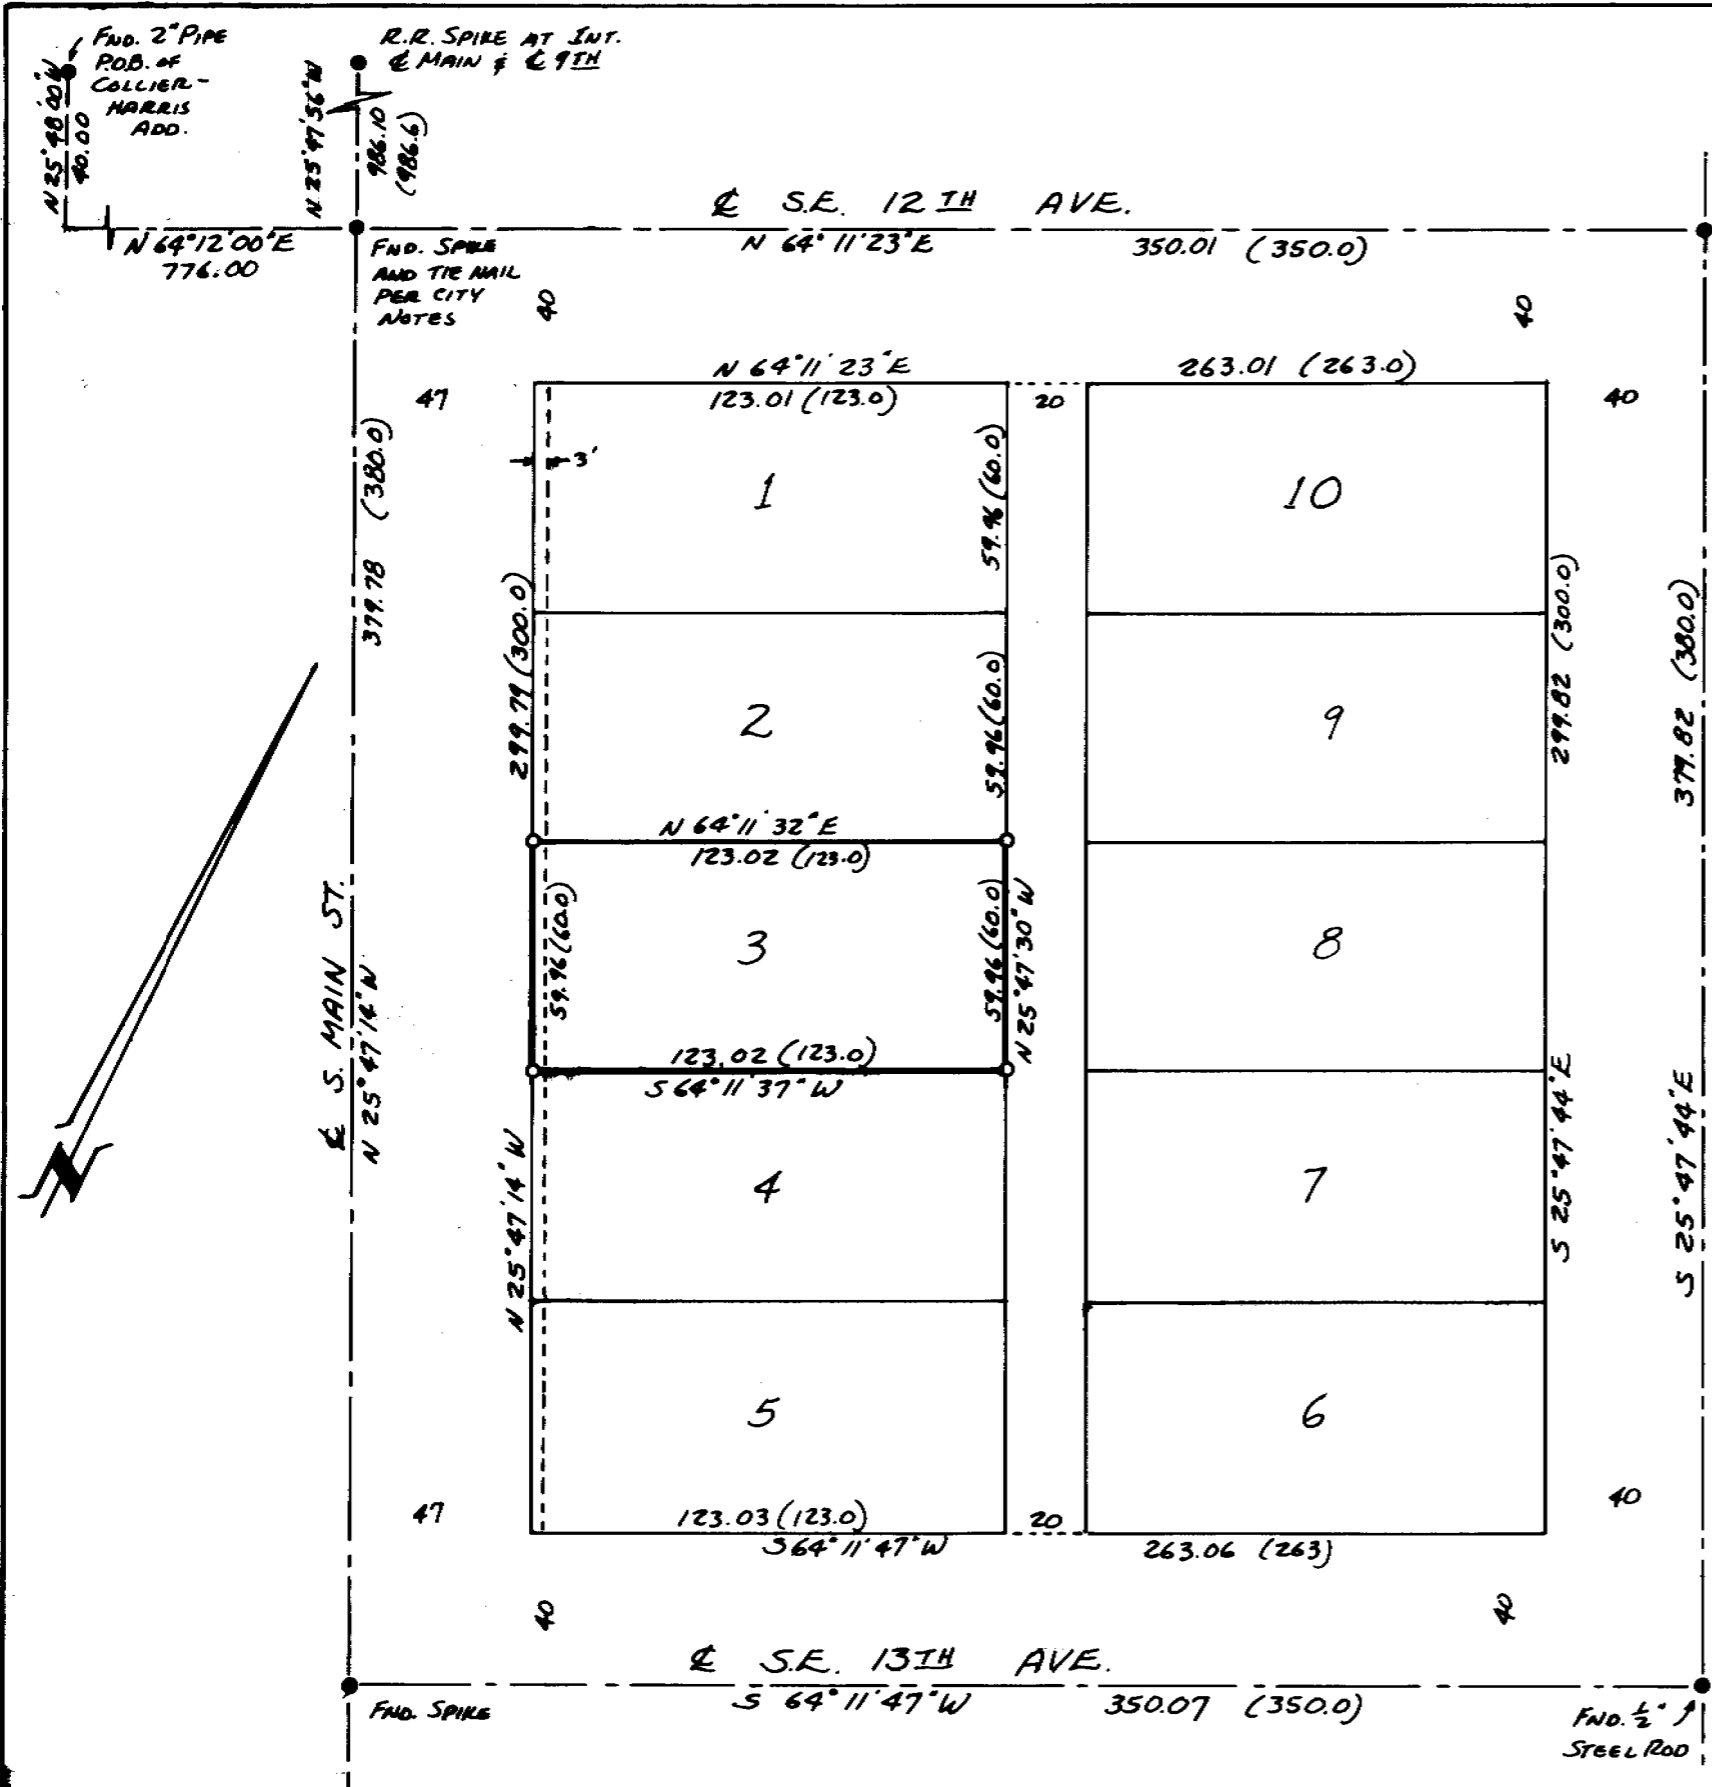 FND. 2" PIPE
P.O.B. OF
COLLIER-
HARRIS
ADD.
N 25°48'00"W
40.00
R.R. SPIKE AT INT.
℄ MAIN & ℄ 9TH
N 25°47'56"W
986.10
(986.6)
℄ S.E. 12TH AVE.
N 64°12'00"E
776.00
FND. SPIKE
AND TIE NAIL
PER CITY
NOTES
N 64°11'23"E
350.01 (350.0)
40
40
N 64°11'23"E
263.01 (263.0)
47
123.01 (123.0)
20
40
379.78 (380.0)
3'
1
59.96 (60.0)
10
299.79 (300.0)
299.82 (300.0)
379.82 (380.0)
2
59.96 (60.0)
9
N 64°11'32"E
123.02 (123.0)
℄ S. MAIN ST.
N 25°47'14"W
59.96 (60.0)
3
59.96 (60.0)
N 25°47'30"W
8
123.02 (123.0)
S 64°11'37"W
N
N 25°47'14"W
4
7
S 25°47'44"E
S 25°47'44"E
5
6
47
123.03 (123.0)
20
40
S 64°11'47"W
263.06 (263)
40
40
℄ S.E. 13TH AVE.
FND. SPIKE
S 64°11'47"W
350.07 (350.0)
FND. ½"
STEEL ROD